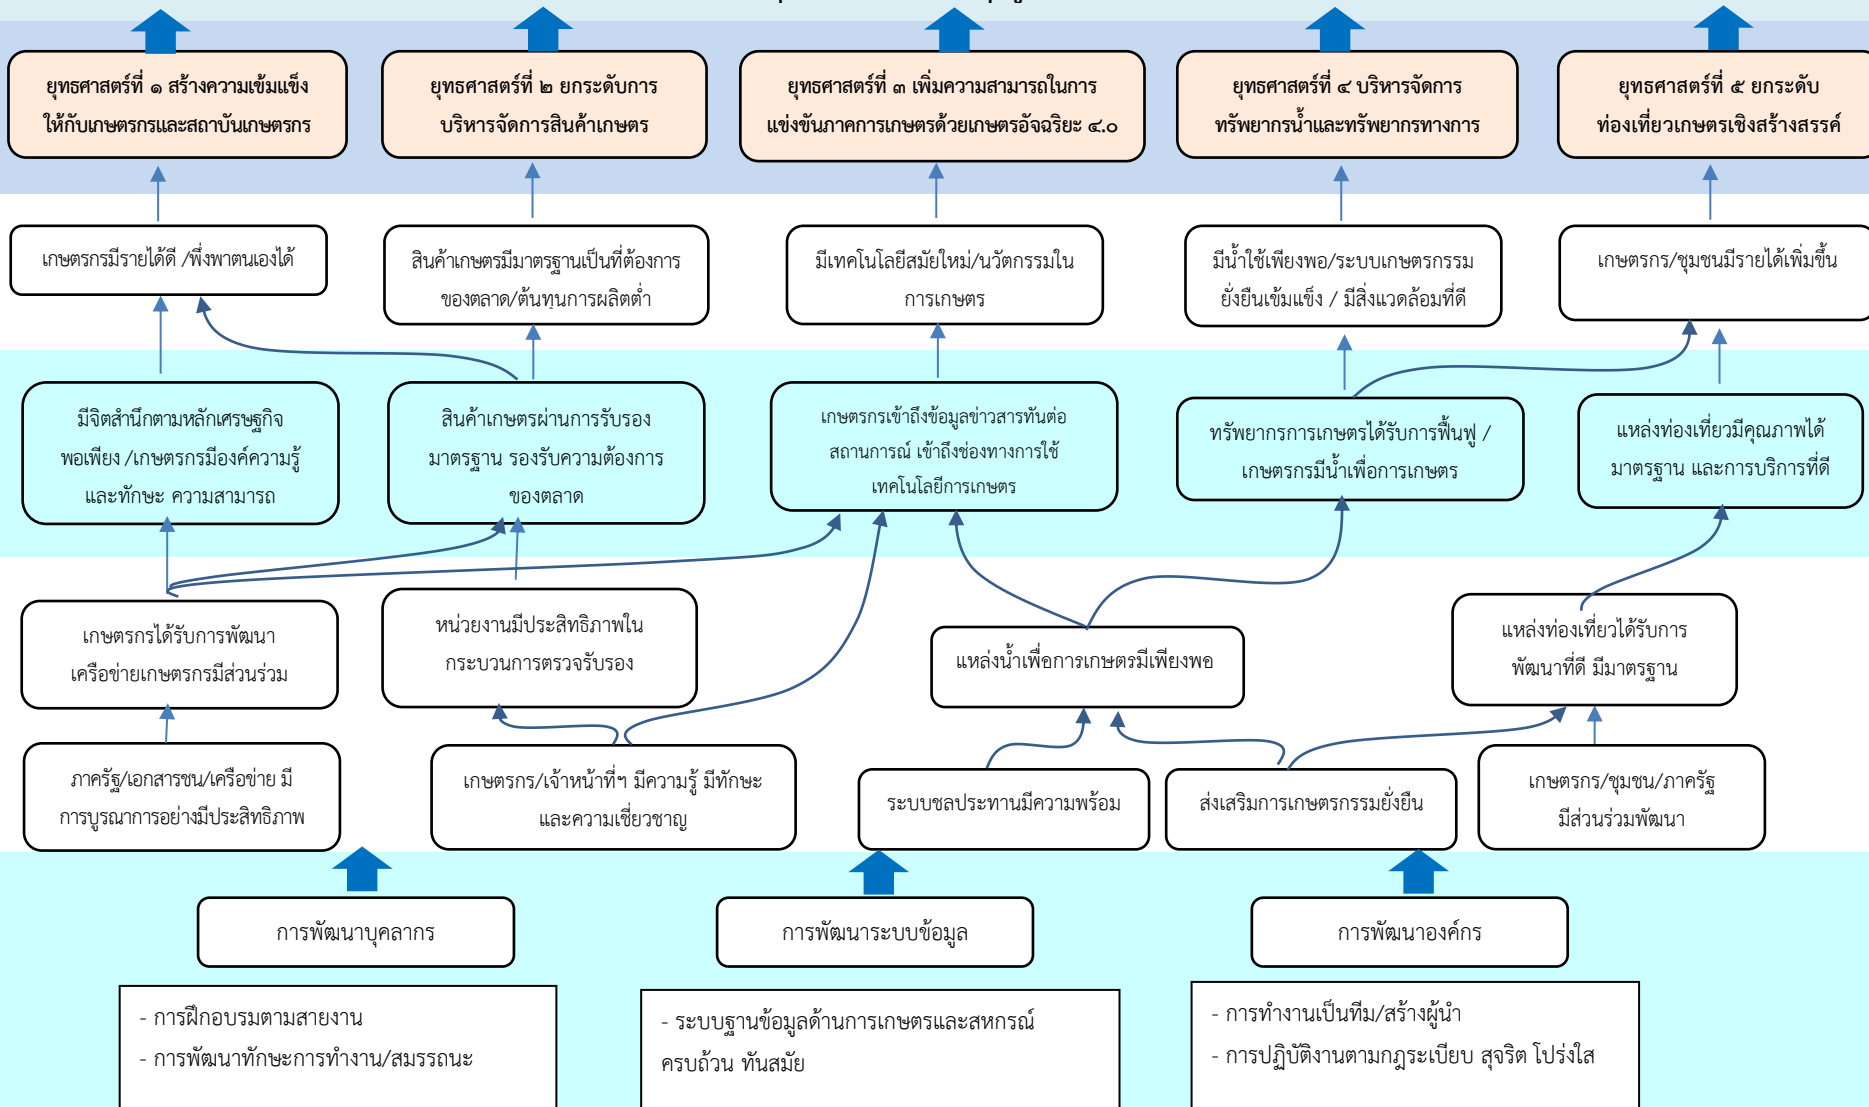 ยุทธศาสตร์ที่ ๑ สร้างความเข้มแข็ง
ให้กับเกษตรกรและสถาบันเกษตรกร
ยุทธศาสตร์ที่ ๒ ยกระดับการ
บริหารจัดการสินค้าเกษตร
ยุทธศาสตร์ที่ ๓ เพิ่มความสามารถในการ
แข่งขันภาคการเกษตรด้วยเกษตรอัจฉริยะ ๔.๐
ยุทธศาสตร์ที่ ๔ บริหารจัดการ
ทรัพยากรน้ำและทรัพยากรทางการ
ยุทธศาสตร์ที่ ๕ ยกระดับ
ท่องเที่ยวเกษตรเชิงสร้างสรรค์
เกษตรกรมีรายได้ดี /พึ่งพาตนเองได้
สินค้าเกษตรมีมาตรฐานเป็นที่ต้องการ
ของตลาด/ต้นทุนการผลิตต่ำ
มีเทคโนโลยีสมัยใหม่/นวัตกรรมใน
การเกษตร
มีน้ำใช้เพียงพอ/ระบบเกษตรกรรม
ยั่งยืนเข้มแข็ง / มีสิ่งแวดล้อมที่ดี
เกษตรกร/ชุมชนมีรายได้เพิ่มขึ้น
มีจิตสำนึกตามหลักเศรษฐกิจ
พอเพียง /เกษตรกรมีองค์ความรู้
และทักษะ ความสามารถ
สินค้าเกษตรผ่านการรับรอง
มาตรฐาน รองรับความต้องการ
ของตลาด
เกษตรกรเข้าถึงข้อมูลข่าวสารทันต่อ
สถานการณ์ เข้าถึงช่องทางการใช้
เทคโนโลยีการเกษตร
ทรัพยากรการเกษตรได้รับการฟื้นฟู /
เกษตรกรมีน้ำเพื่อการเกษตร
แหล่งท่องเที่ยวมีคุณภาพได้
มาตรฐาน และการบริการที่ดี
เกษตรกรได้รับการพัฒนา
เครือข่ายเกษตรกรมีส่วนร่วม
หน่วยงานมีประสิทธิภาพใน
กระบวนการตรวจรับรอง
แหล่งน้ำเพื่อการเกษตรมีเพียงพอ
แหล่งท่องเที่ยวได้รับการ
พัฒนาที่ดี มีมาตรฐาน
ภาครัฐ/เอกสารชน/เครือข่าย มี
การบูรณาการอย่างมีประสิทธิภาพ
เกษตรกร/เจ้าหน้าที่ฯ มีความรู้ มีทักษะ
และความเชี่ยวชาญ
ระบบชลประทานมีความพร้อม
ส่งเสริมการเกษตรกรรมยั่งยืน
เกษตรกร/ชุมชน/ภาครัฐ
มีส่วนร่วมพัฒนา
การพัฒนาบุคลากร
การพัฒนาระบบข้อมูล
การพัฒนาองค์กร
- การฝึกอบรมตามสายงาน
- การพัฒนาทักษะการทำงาน/สมรรถนะ
- ระบบฐานข้อมูลด้านการเกษตรและสหกรณ์
ครบถ้วน ทันสมัย
- การทำงานเป็นทีม/สร้างผู้นำ
- การปฏิบัติงานตามกฎระเบียบ สุจริต โปร่งใส